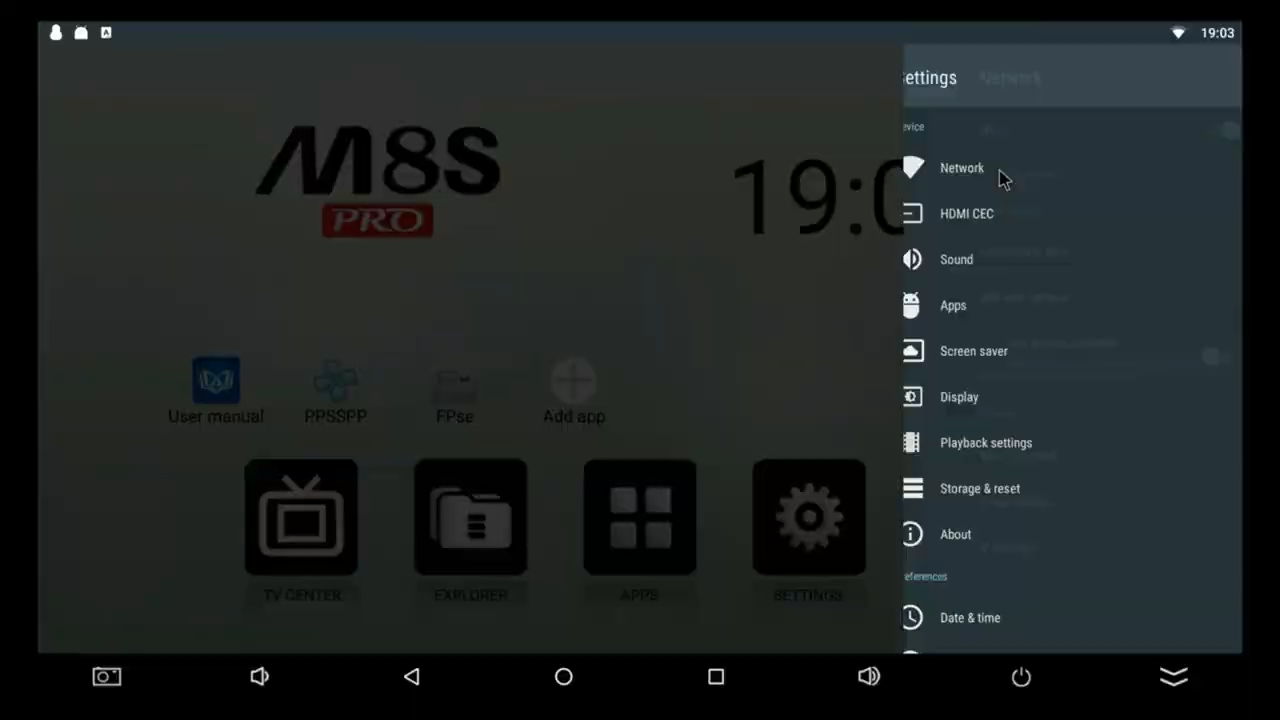 19:03
ettings Network
evice
Network
HDMI CEC
Sound
Apps
Screen saver
Display
Playback settings
Storage & reset
About
eferences
Date & time
M8S
PRO
19:0
User manual
PPSSPP
FPse
Add app
TV CENTER
EXPLORER
APPS
SETTINGS